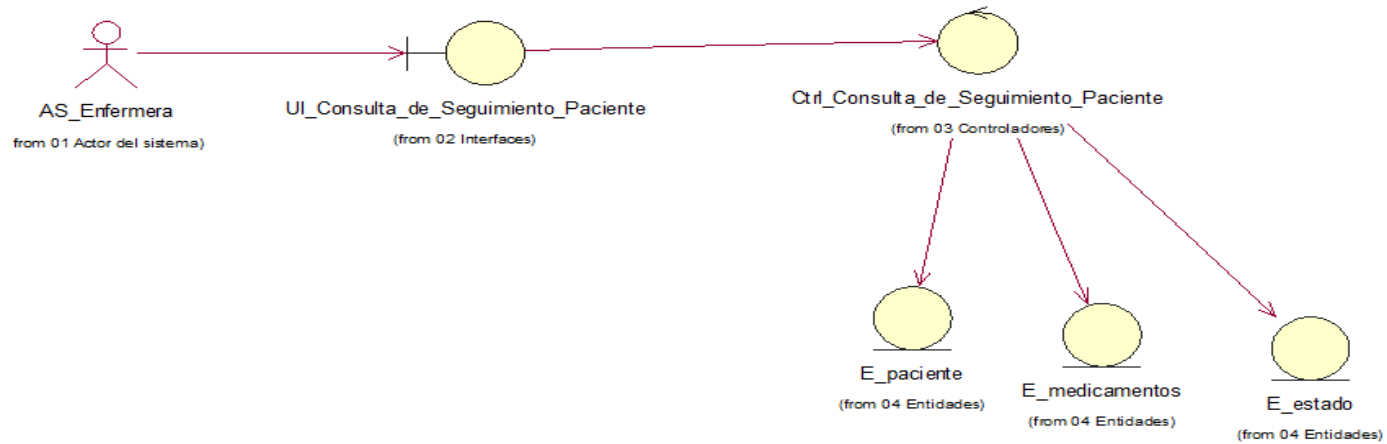 AS_Enfermera
from 01 Actor del sistema)
UI_Consulta_de_Seguimiento_Paciente
(from 02 Interfaces)
Ctrl_Consulta_de_Seguimiento_Paciente
(from 03 Controladores)
E_paciente
(from 04 Entidades)
E_medicamentos
(from 04 Entidades)
E_estado
(from 04 Entidades)